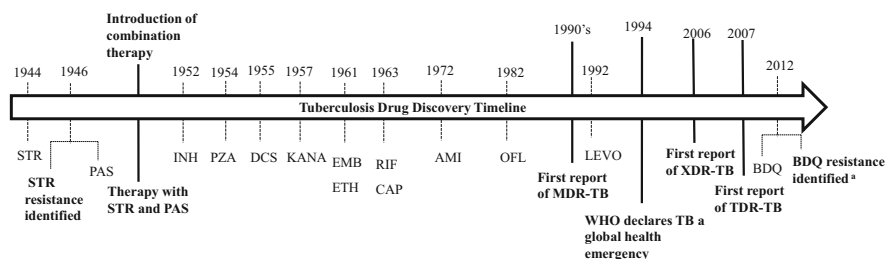 Introduction of
combination
therapy
1944
1946
1952
1954
1955
1957
1961
1963
1972
1982
1990’s
1992
1994
2006
2007
2012
Tuberculosis Drug Discovery Timeline
STR
STR
resistance
identified
PAS
Therapy with
STR and PAS
INH
PZA
DCS
KANA
EMB
ETH
RIF
CAP
AMI
OFL
First report
of MDR-TB
LEVO
WHO declares TB a
global health
emergency
First report
of XDR-TB
First report
of TDR-TB
BDQ
BDQ resistance
identified a